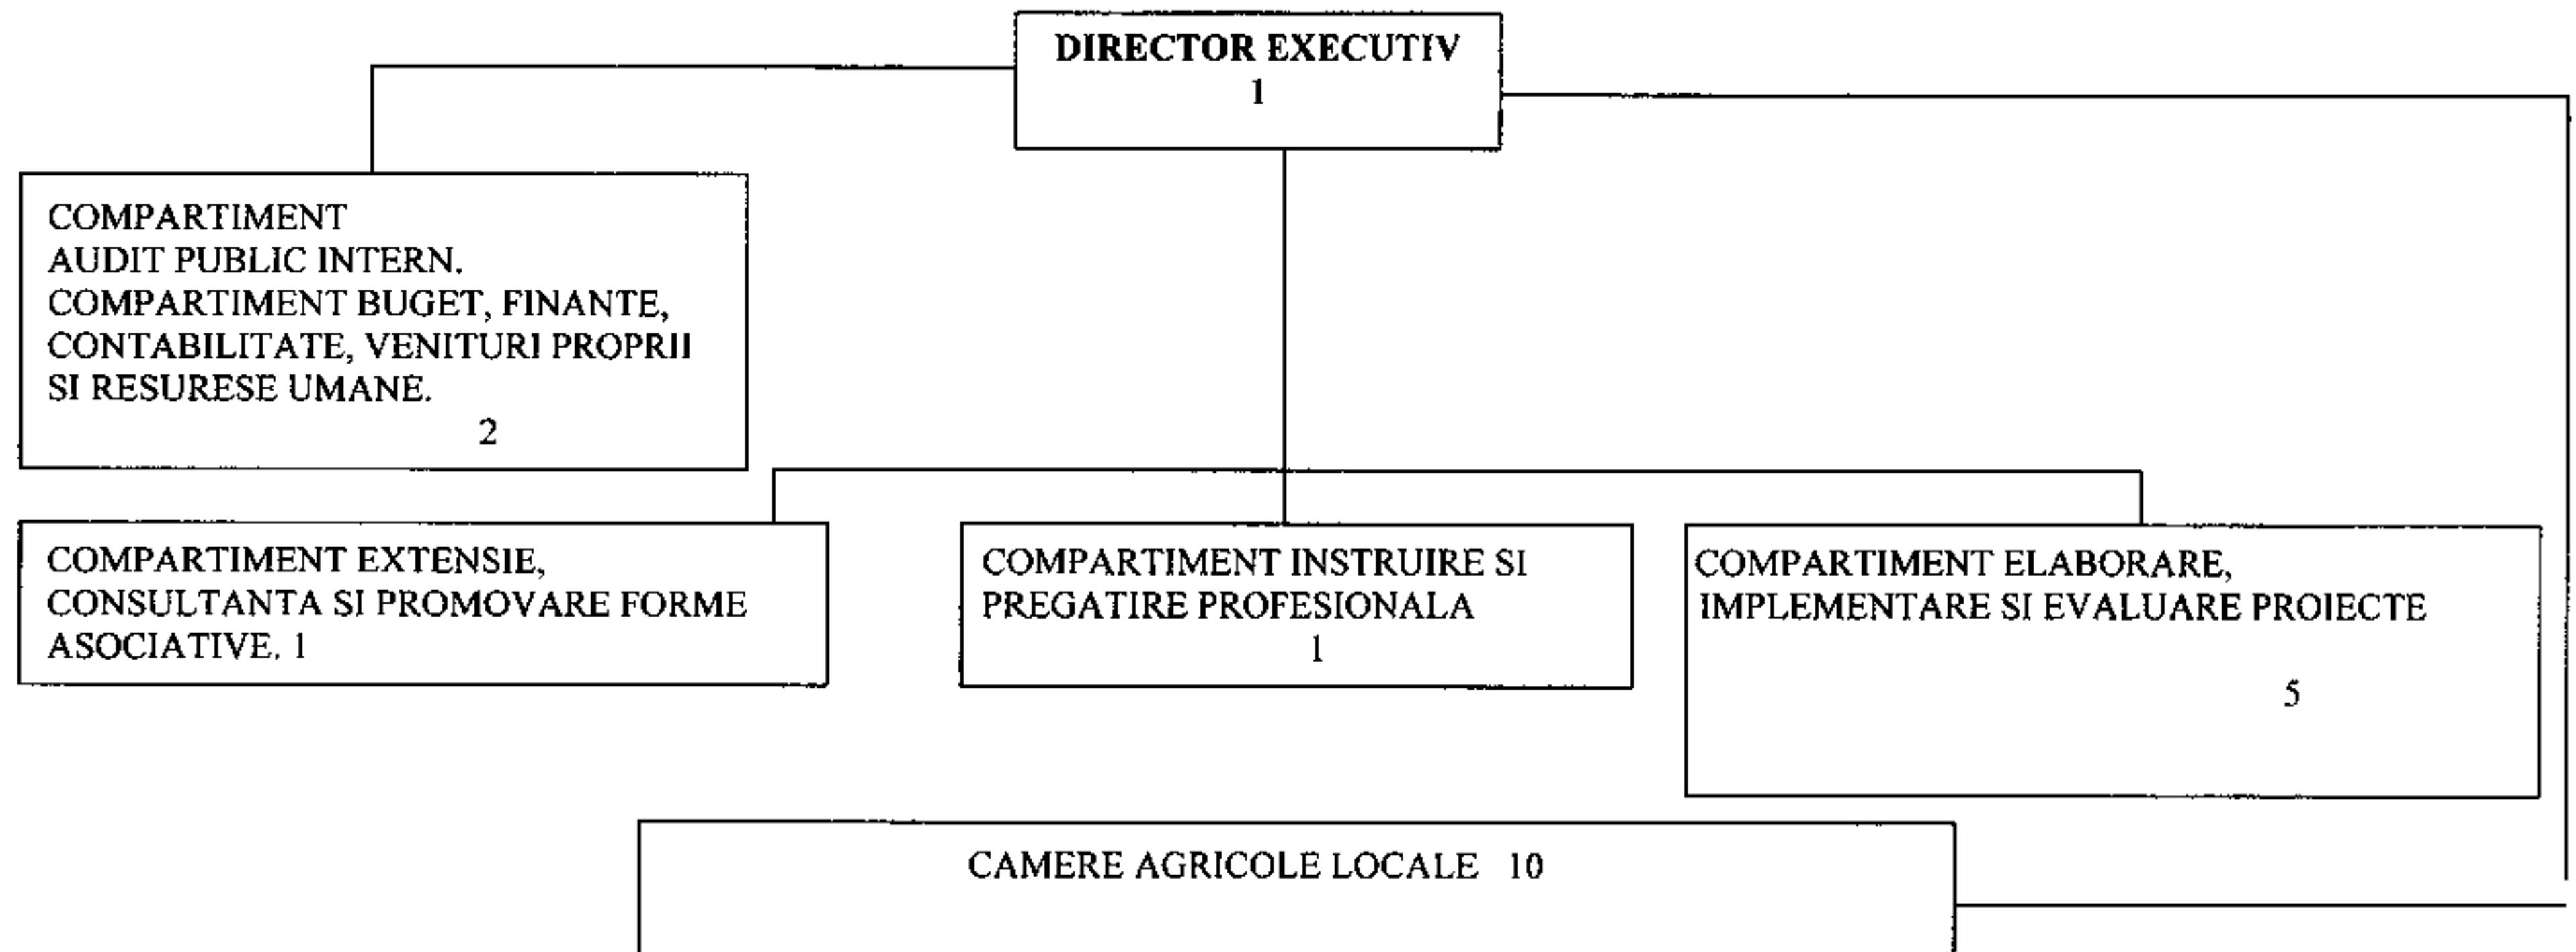 DIRECTOR EXECUTIV
1
COMPARTIMENT
AUDIT PUBLIC INTERN.
COMPARTIMENT BUGET, FINANTE,
CONTABILITATE, VENITURI PROPRII
SI RESURESE UMANE.
2
COMPARTIMENT EXTENSIE,
CONSULTANTA SI PROMOVARE FORME
ASOCIATIVE. 1
COMPARTIMENT INSTRUIRE SI
PREGATIRE PROFESIONALA
1
COMPARTIMENT ELABORARE,
IMPLEMENTARE SI EVALUARE PROIECTE
5
CAMERE AGRICOLE LOCALE 10